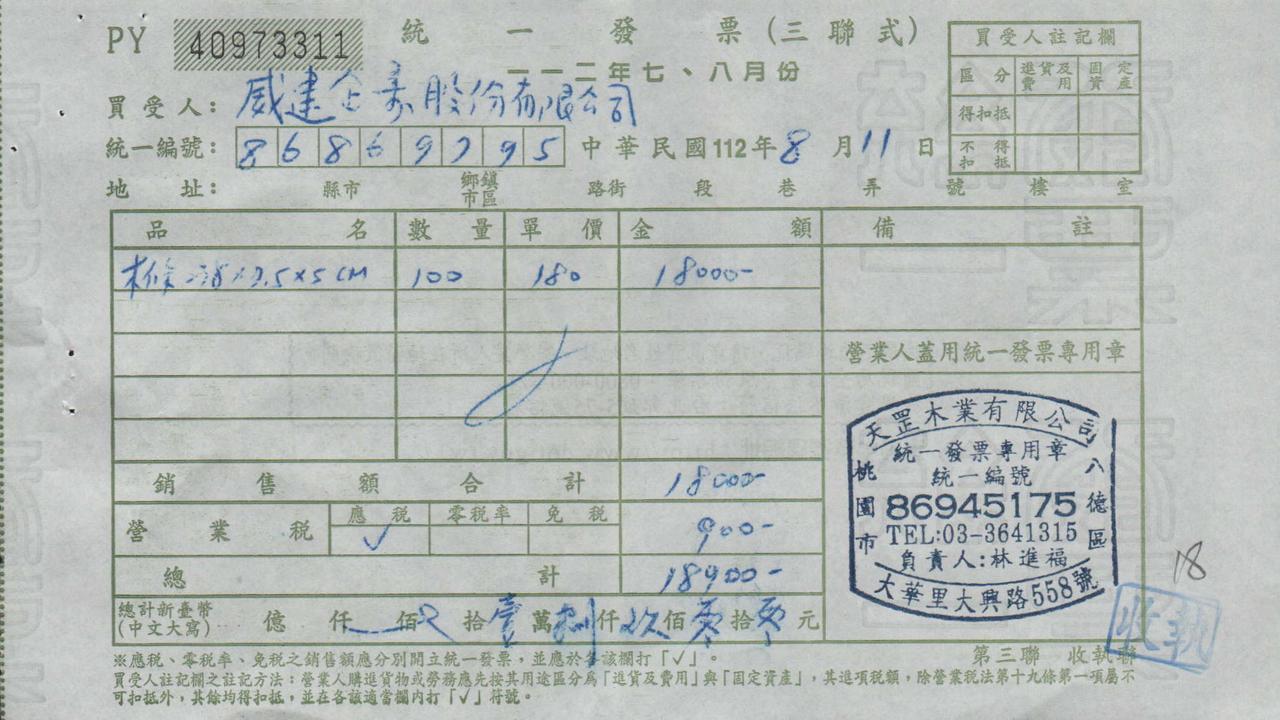 PY 40973311 統一發票(三聯式)
一一二年七、八月份
買受人註記欄
區分 進貨及費用 固定資產
得扣抵
不得扣抵
買受人: 威建企業股份有限公司
統一編號: 86869795 中華民國112年8月11日
地址: 縣市 鄉鎮市區 路街 段 巷 弄 號 樓 室
品名 數量 單價 金額 備註
木條 x5CM 100 180 18000-
營業人蓋用統一發票專用章
天罡木業有限公司
統一發票專用章
統一編號
86945175
TEL:03-3641315
負責人:林進福
桃園市
八德區
大華里大興路558號
銷售額合計 18000-
營業稅 應稅 ✓ 零稅率 免稅 900-
總計 18900-
總計新臺幣(中文大寫) 億 仟 佰 拾壹萬捌仟 佰零拾零元
18
收執
※應稅、零稅率、免稅之銷售額應分別開立統一發票,並應於各該欄打「✓」。
第三聯 收執聯
買受人註記欄之註記方法:營業人購進貨物或勞務應先按其用途區分為「進貨及費用」與「固定資產」,其進項稅額,除營業稅法第十九條第一項屬不
可扣抵外,其餘均得扣抵,並在各該適當欄內打「✓」符號。